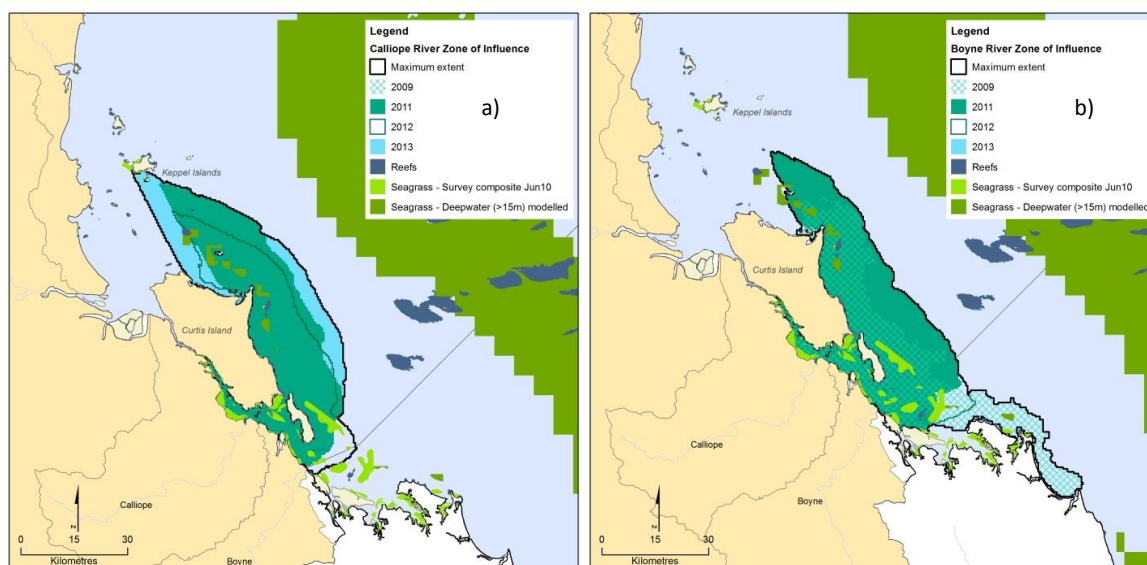 Legend
Calliope River Zone of Influence
Maximum extent
2009
2011
2012
2013
Reefs
Seagrass - Survey composite Jun10
Seagrass - Deepwater (>15m) modelled
a)
Keppel Islands
Curtis Island
Calliope
Boyne
z
0 15 30
Kilometres
Legend
Boyne River Zone of Influence
Maximum extent
2009
2011
2012
2013
Reefs
Seagrass - Survey composite Jun10
Seagrass - Deepwater (>15m) modelled
b)
Keppel Islands
Curtis Island
Calliope
Boyne
z
0 15 30
Kilometres